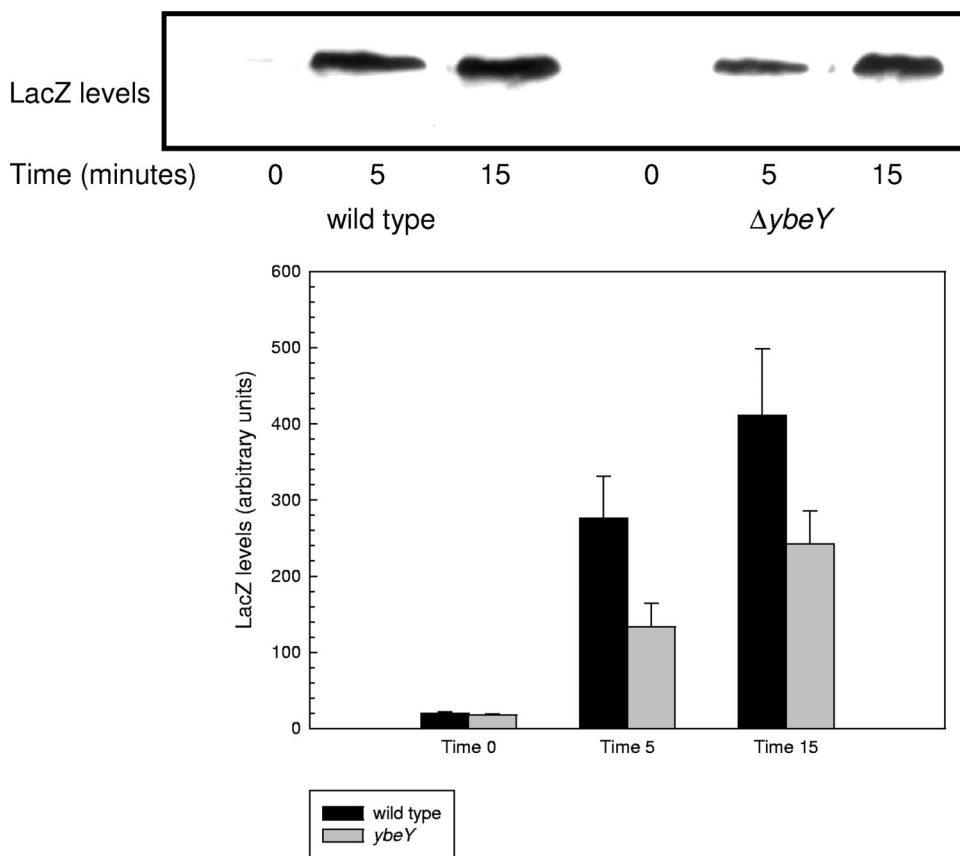 LacZ levels
Time (minutes) 0 5 15 0 5 15
wild type ΔybeY
600
500
400
300
200
100
0
LacZ levels (arbitrary units)
Time 0 Time 5 Time 15
wild type
ybeY